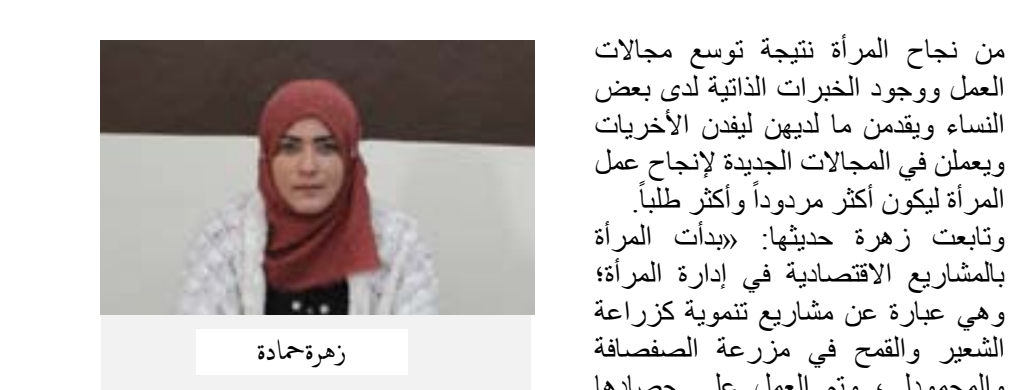 من نجاح المرأة نتيجة توسع مجالات
العمل ووجود الخبرات الذاتية لدى بعض
النساء ويقدمن ما لديهن ليفدن الأخريات
ويعملن في المجالات الجديدة لإنجاح عمل
المرأة ليكون أكثر مردوداً وأكثر طلباً.
وتابعت زهرة حديثها: «بدأت المرأة
بالمشاريع الاقتصادية في إدارة المرأة؛
وهي عبارة عن مشاريع تنموية كزراعة
الشعير والقمح في مزرعة الصفصافة
زهرة حمادة